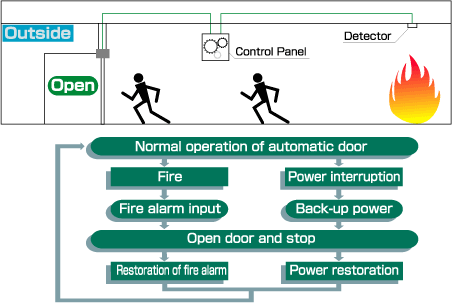 Outside
Detector
Control Panel
Open
Normal operation of automatic door
Fire
Power interruption
Fire alarm input
Back-up power
Open door and stop
Restoration of fire alarm
Power restoration